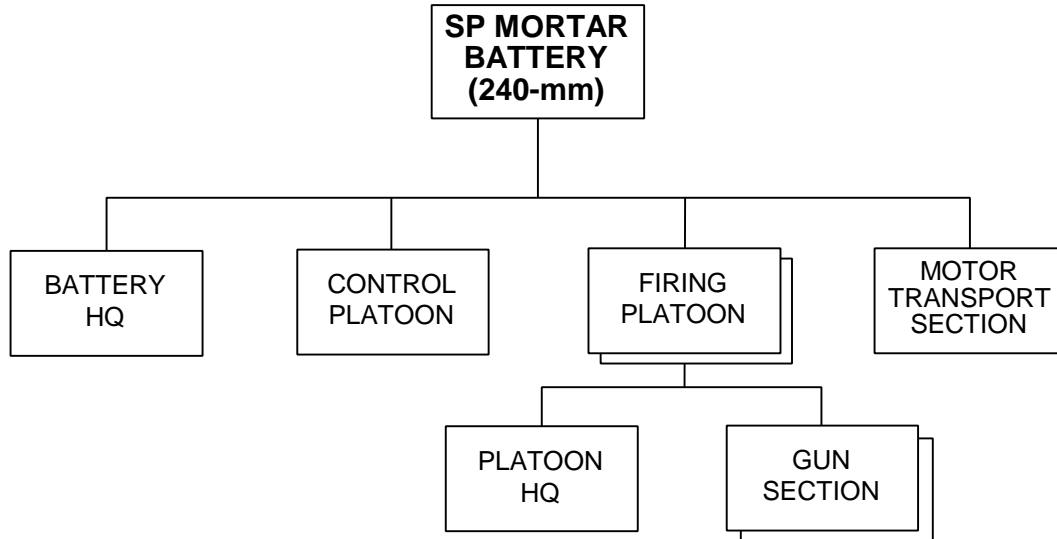 SP MORTAR
BATTERY
(240-mm)
BATTERY
HQ
CONTROL
PLATOON
FIRING
PLATOON
MOTOR
TRANSPORT
SECTION
PLATOON
HQ
GUN
SECTION